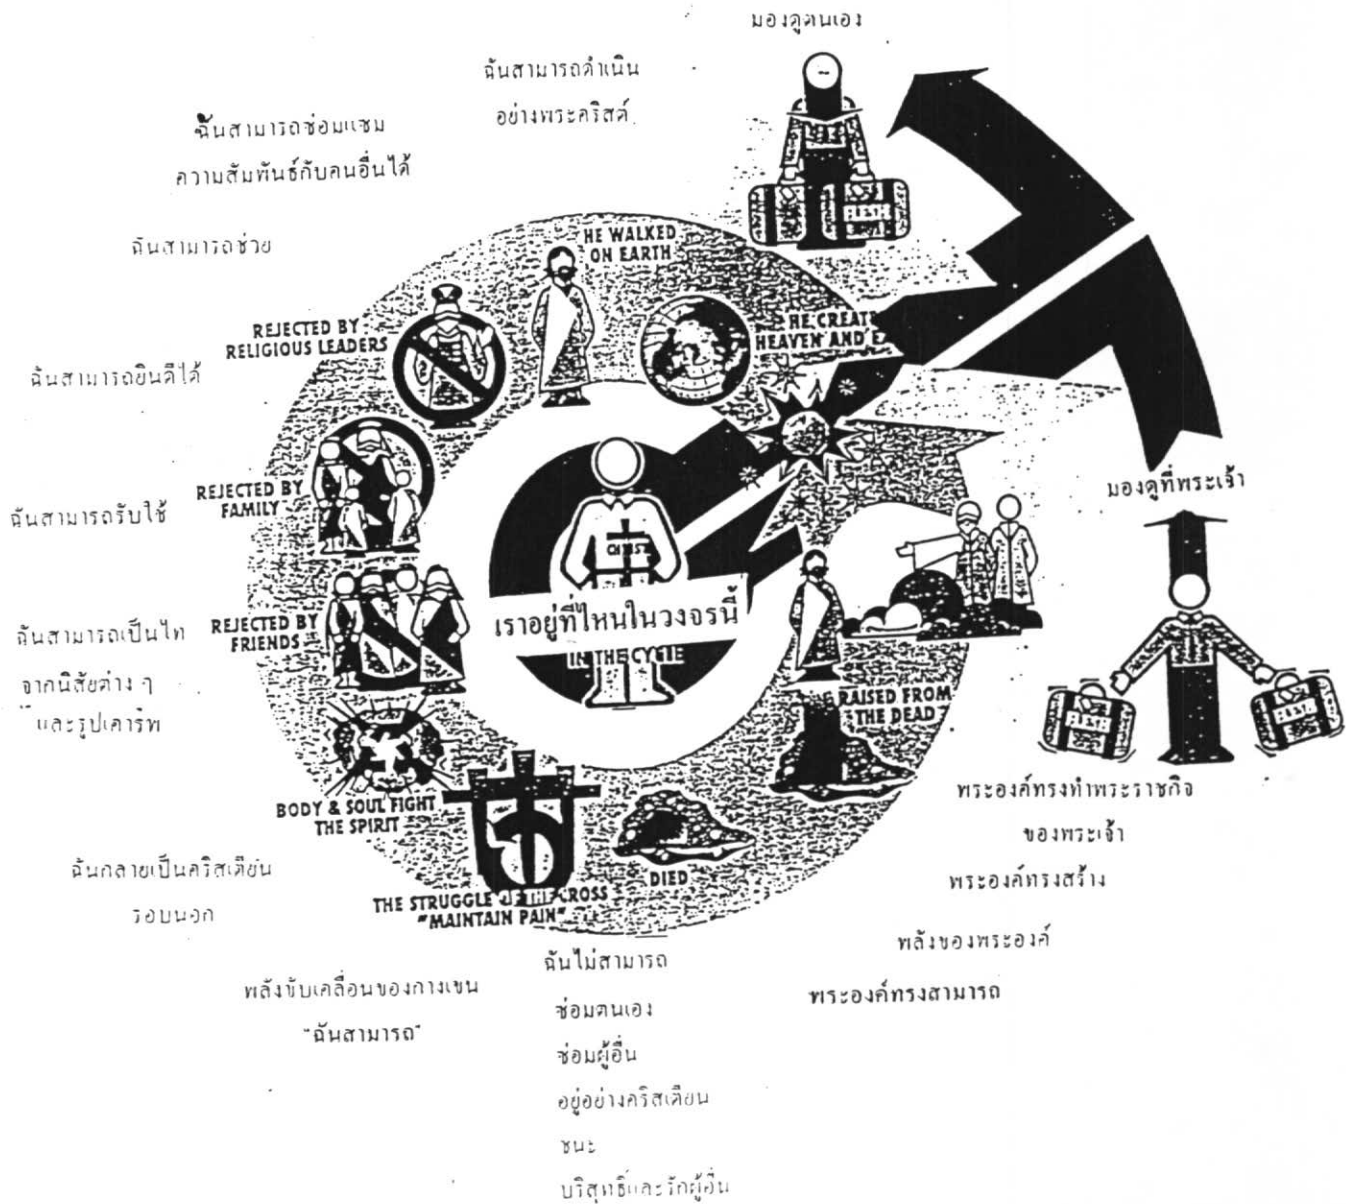 มองดูตนเอง
ฉันสามารถดำเนิน
อย่างพระคริสต์
ฉันสามารถซ่อมแซม
ความสัมพันธ์กับคนอื่นได้
ฉันสามารถช่วย
FLESH
HE WALKED
ON EARTH
REJECTED BY
RELIGIOUS LEADERS
HE CREAT
HEAVEN AND E
ฉันสามารถยินดีได้
มองดูที่พระเจ้า
REJECTED BY
FAMILY
ฉันสามารถรับใช้
CHRIST
เราอยู่ที่ไหนในวงจรนี้
IN THE CYCLE
ฉันสามารถเป็นไท
จากนิสัยต่าง ๆ
และรูปเคารพ
REJECTED BY
FRIENDS
RAISED FROM
THE DEAD
BODY & SOUL FIGHT
THE SPIRIT
พระองค์ทรงทำพระราชกิจ
ของพระเจ้า
พระองค์ทรงสร้าง
พลังของพระองค์
พระองค์ทรงสามารถ
ฉันกลายเป็นคริสเตียน
รอบนอก
THE STRUGGLE OF THE CROSS
"MAINTAIN PAIN"
DIED
พลังขับเคลื่อนของกางเขน
"ฉันสามารถ"
ฉันไม่สามารถ
ซ่อมตนเอง
ซ่อมผู้อื่น
อยู่อย่างคริสเตียน
ชนะ
บริสุทธิ์และรักผู้อื่น